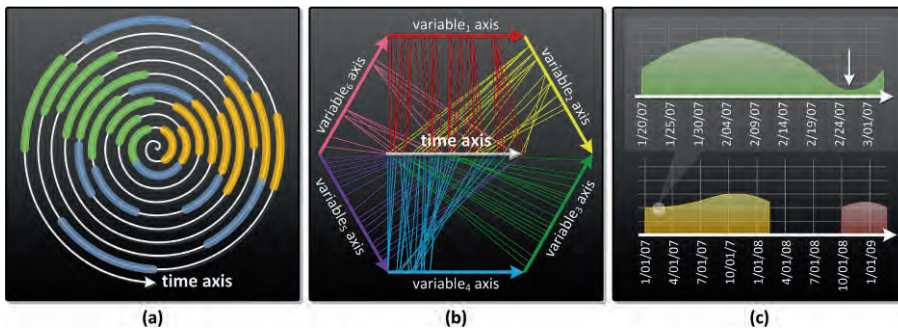 time axis
(a)
variable1 axis
variable6 axis
variable2 axis
time axis
variable5 axis
variable3 axis
variable4 axis
(b)
1/20/07
1/25/07
1/30/07
2/04/07
2/09/07
2/14/07
2/19/07
2/24/07
3/01/07
1/01/07
4/01/07
7/01/07
10/01/7
1/01/08
4/01/08
7/01/08
10/01/08
1/01/09
(c)